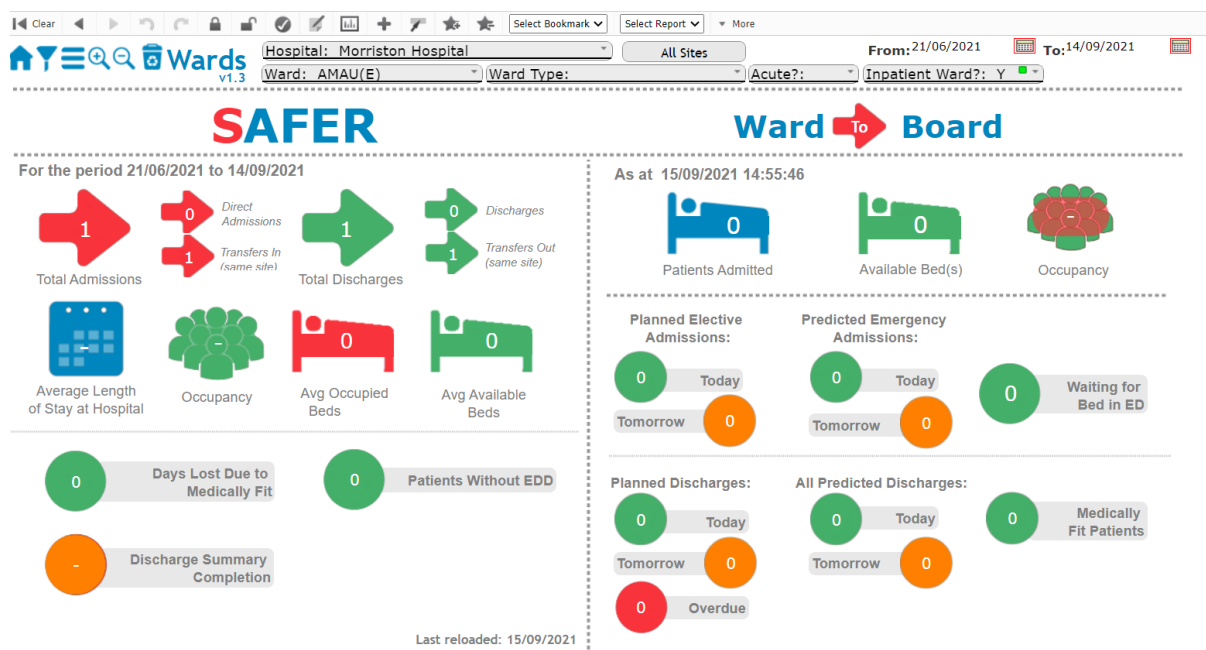 Clear
Select Bookmark
Select Report
More
Wards
v1.3
Hospital: Morriston Hospital
All Sites
From: 21/06/2021
To: 14/09/2021
Ward: AMAU(E)
Ward Type:
Acute?:
Inpatient Ward?: Y
SAFER
For the period 21/06/2021 to 14/09/2021
1
Total Admissions
0
Direct
Admissions
1
Transfers In
(same site)
1
Total Discharges
0
Discharges
1
Transfers Out
(same site)
-
Average Length
of Stay at Hospital
-
Occupancy
0
Avg Occupied
Beds
0
Avg Available
Beds
0
Days Lost Due to
Medically Fit
0
Patients Without EDD
-
Discharge Summary
Completion
Last reloaded: 15/09/2021
Ward To Board
As at 15/09/2021 14:55:46
0
Patients Admitted
0
Available Bed(s)
-
Occupancy
Planned Elective
Admissions:
0 Today
Tomorrow 0
Predicted Emergency
Admissions:
0 Today
Tomorrow 0
0
Waiting for
Bed in ED
Planned Discharges:
0 Today
Tomorrow 0
0 Overdue
All Predicted Discharges:
0 Today
Tomorrow 0
0
Medically
Fit Patients